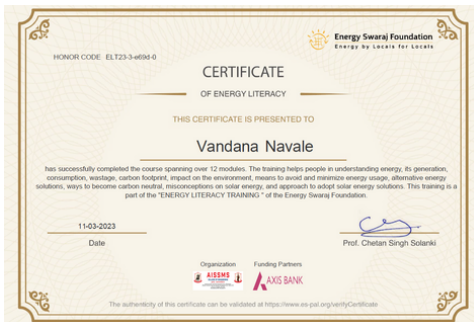 Energy Swaraj Foundation
Energy by Locals for Locals
HONOR CODE ELT23-3-e69d-0
CERTIFICATE
OF ENERGY LITERACY
THIS CERTIFICATE IS PRESENTED TO
Vandana Navale
has successfully completed the course spanning over 12 modules. The training helps people in understanding energy, its generation,
consumption, wastage, carbon footprint, impact on the environment, means to avoid and minimize energy usage, alternative energy
solutions, ways to become carbon neutral, misconceptions on solar energy, and approach to adopt solar energy solutions. This training is a
part of the "ENERGY LITERACY TRAINING " of the Energy Swaraj Foundation.
11-03-2023
Date
Prof. Chetan Singh Solanki
Organization
Funding Partners
AISSMS
AXIS BANK
The authenticity of this certificate can be validated at https://www.es-pal.org/verifyCertificate